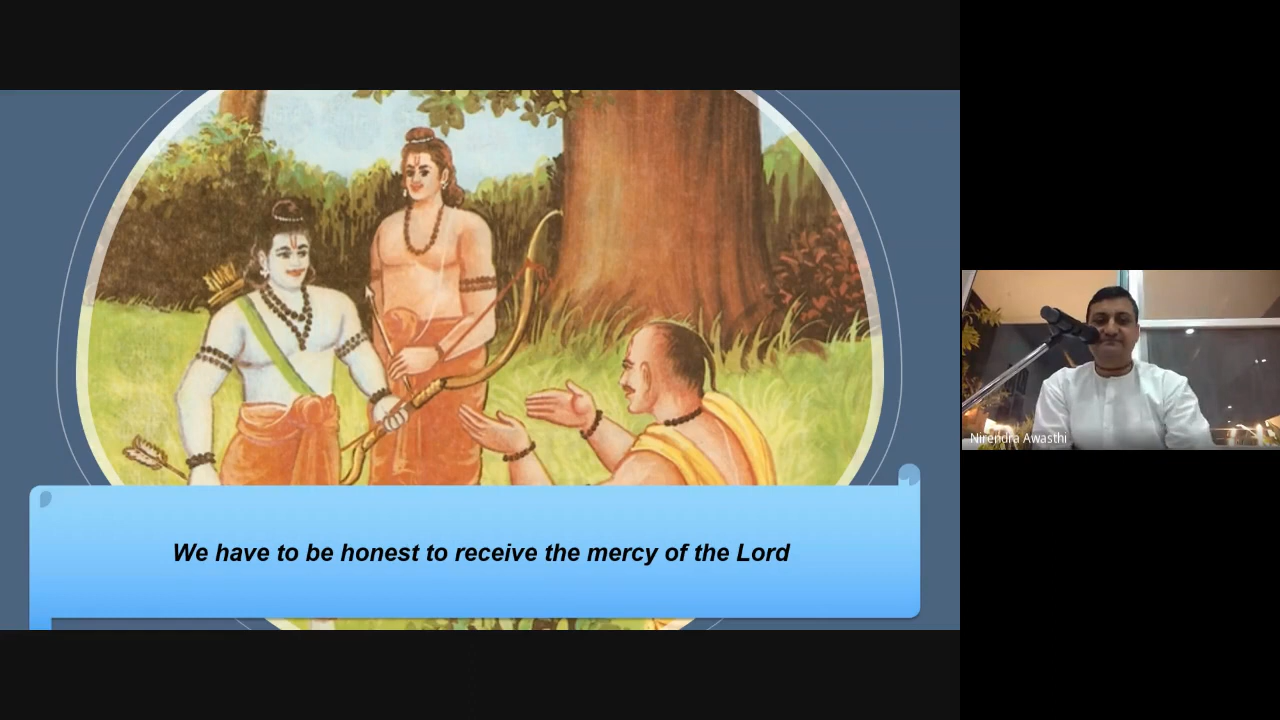 We have to be honest to receive the mercy of the Lord
Nirendra Awasthi